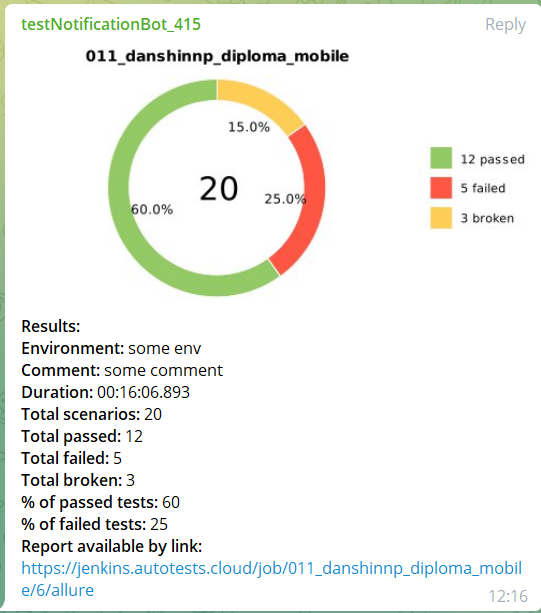 testNotificationBot_415 Reply
011_danshinnp_diploma_mobile
15.0%
12 passed
20
5 failed
25.0%
60.0%
3 broken
Results:
Environment: some env
Comment: some comment
Duration: 00:16:06.893
Total scenarios: 20
Total passed: 12
Total failed: 5
Total broken: 3
% of passed tests: 60
% of failed tests: 25
Report available by link:
https://jenkins.autotests.cloud/job/011_danshinnp_diploma_mobil
e/6/allure
12:16